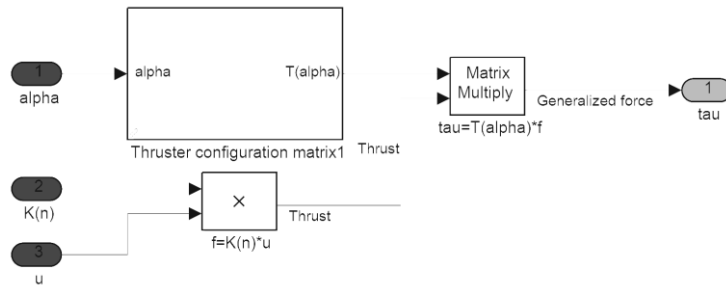 1
alpha
alpha
T(alpha)
Thruster configuration matrix1
Thrust
Matrix
Multiply
tau=T(alpha)*f
Generalized force
1
tau
2
K(n)
×
f=K(n)*u
Thrust
3
u